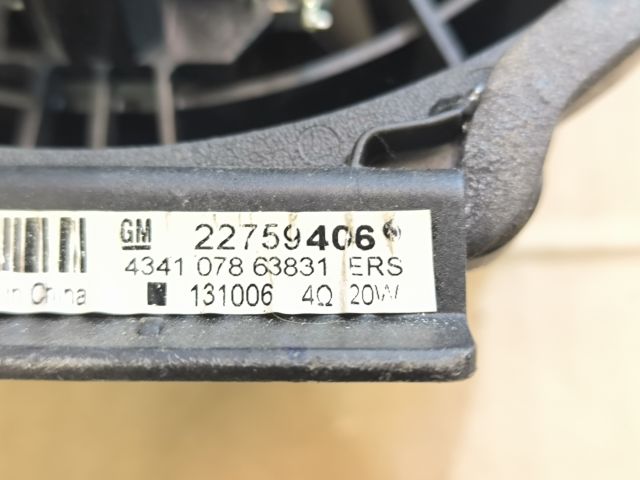 GM 22759406
4341 078 63831 ERS
in China 131006 4Ω 20W